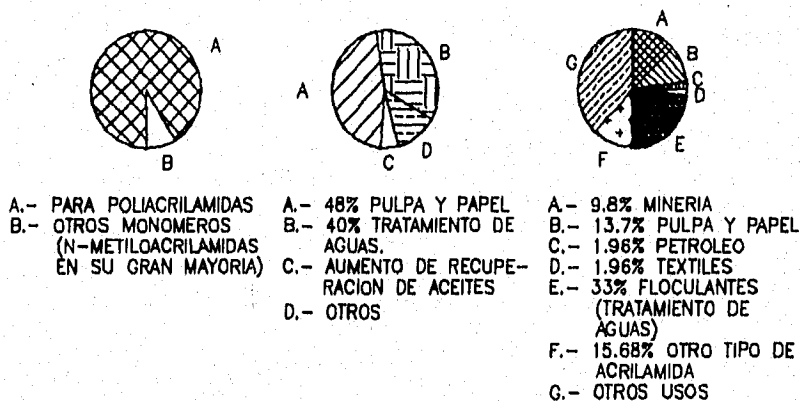 A
B
A
B
C
D
A
B
C
D
E
F
G
A.- PARA POLIACRILAMIDAS
B.- OTROS MONOMEROS
(N-METILOACRILAMIDAS
EN SU GRAN MAYORIA)
A.- 48% PULPA Y PAPEL
B.- 40% TRATAMIENTO DE
AGUAS.
C.- AUMENTO DE RECUPE-
RACION DE ACEITES
D.- OTROS
A.- 9.8% MINERIA
B.- 13.7% PULPA Y PAPEL
C.- 1.96% PETROLEO
D.- 1.96% TEXTILES
E.- 33% FLOCULANTES
(TRATAMIENTO DE
AGUAS)
F.- 15.68% OTRO TIPO DE
ACRILAMIDA
G.- OTROS USOS